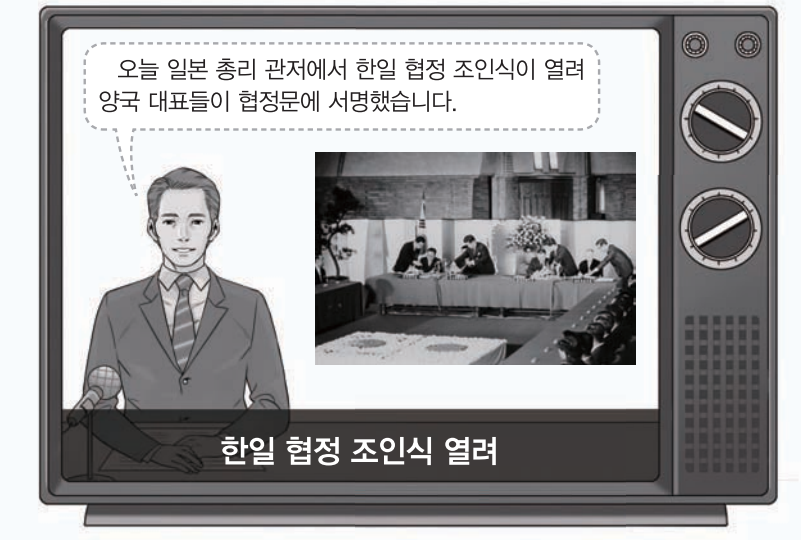 오늘 일본 총리 관저에서 한일 협정 조인식이 열려
양국 대표들이 협정문에 서명했습니다.
한일 협정 조인식 열려